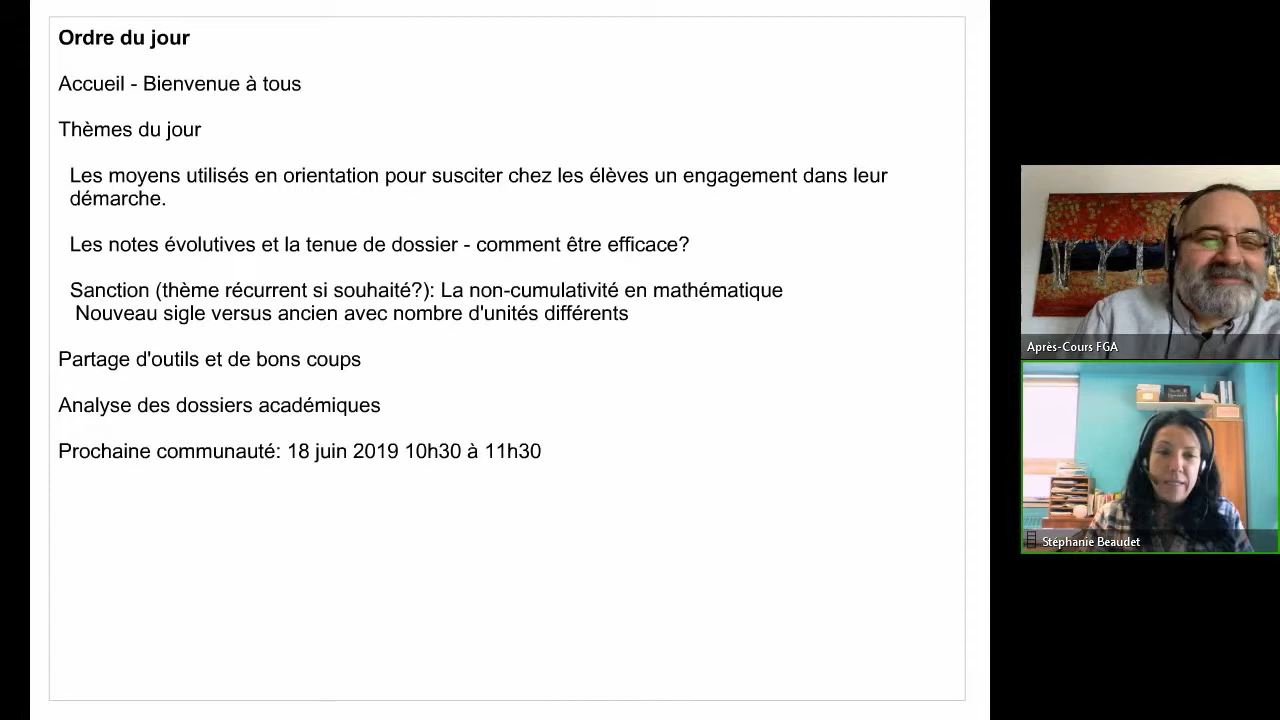 Ordre du jour
Accueil - Bienvenue à tous
Thèmes du jour
Les moyens utilisés en orientation pour susciter chez les élèves un engagement dans leur
démarche.
Les notes évolutives et la tenue de dossier - comment être efficace?
Sanction (thème récurrent si souhaité?): La non-cumulativité en mathématique
Nouveau sigle versus ancien avec nombre d'unités différents
Partage d'outils et de bons coups
Analyse des dossiers académiques
Prochaine communauté: 18 juin 2019 10h30 à 11h30
Après-Cours FGA
Stéphanie Beaudet